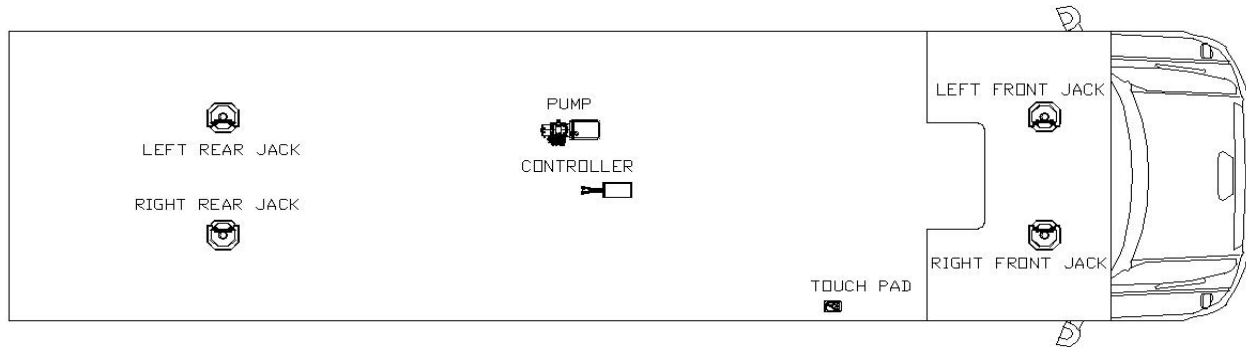 PUMP
LEFT FRONT JACK
LEFT REAR JACK
CONTROLLER
RIGHT REAR JACK
RIGHT FRONT JACK
TOUCH PAD